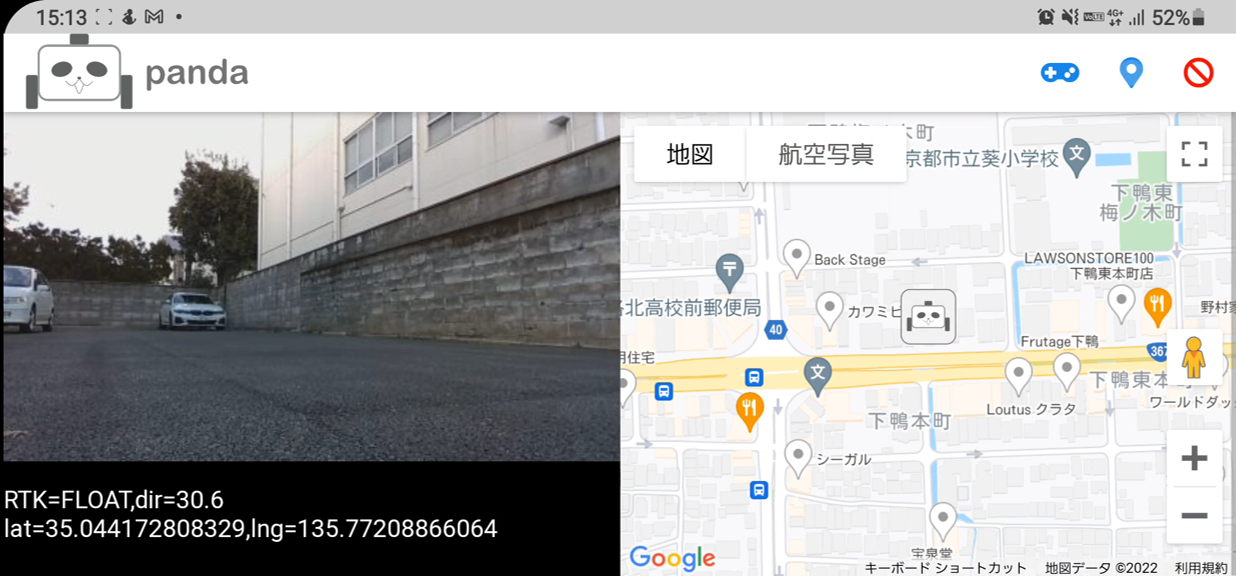 15:13
4G+
52%
panda
地図
航空写真
京都市立葵小学校
下鴨東
梅ノ木町
Back Stage
LAWSONSTORE100
下鴨東本町店
北高校前郵便局
カワミヒ
40
野村
Frutage下鴨
367
用住宅
下鴨東本
Loutus クラタ
ワールドダッ
下鴨本町
シーガル
宝泉堂
RTK=FLOAT,dir=30.6
lat=35.044172808329,lng=135.77208866064
Google
キーボード ショートカット
地図データ ©2022
利用規約